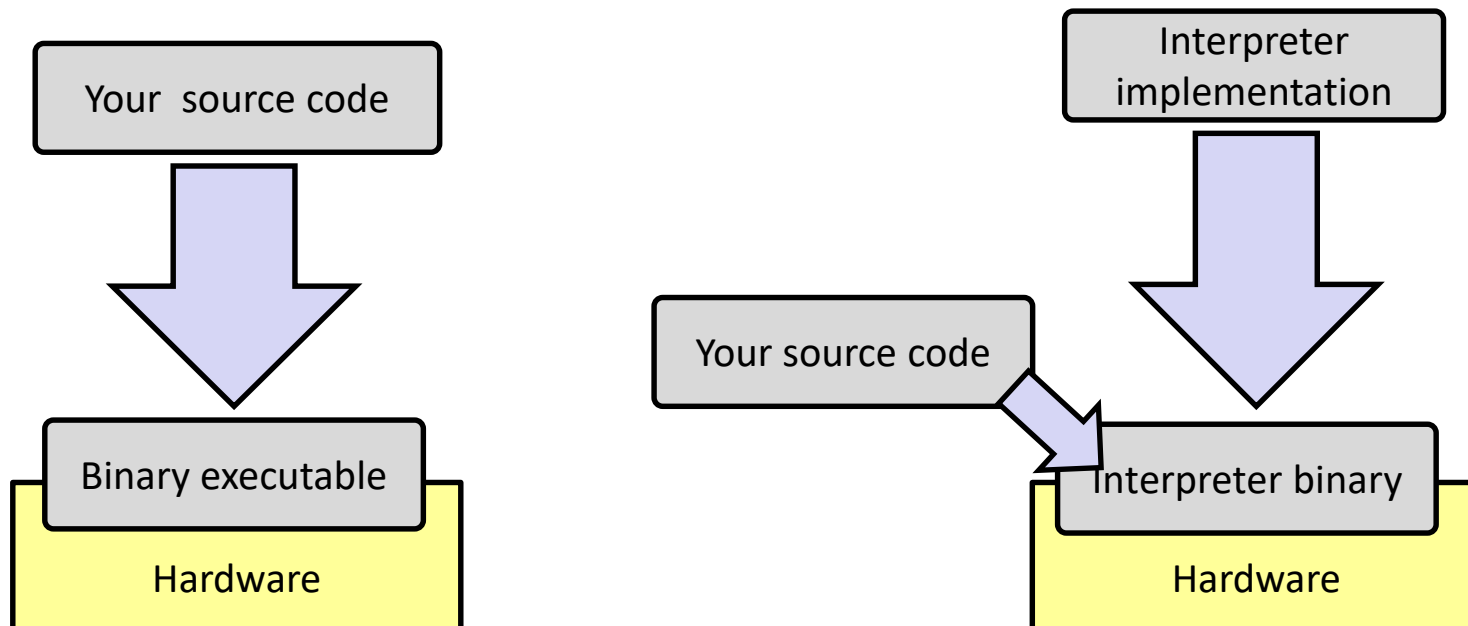 Your  source code
Binary executable
Hardware
Interpreter
implementation
Your source code
Interpreter binary
Hardware